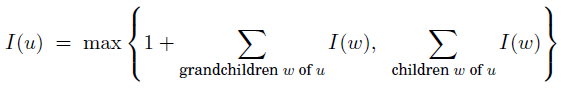 I(u) = max { 1 + ∑ I(w), ∑ I(w) }
grandchildren w of u children w of u